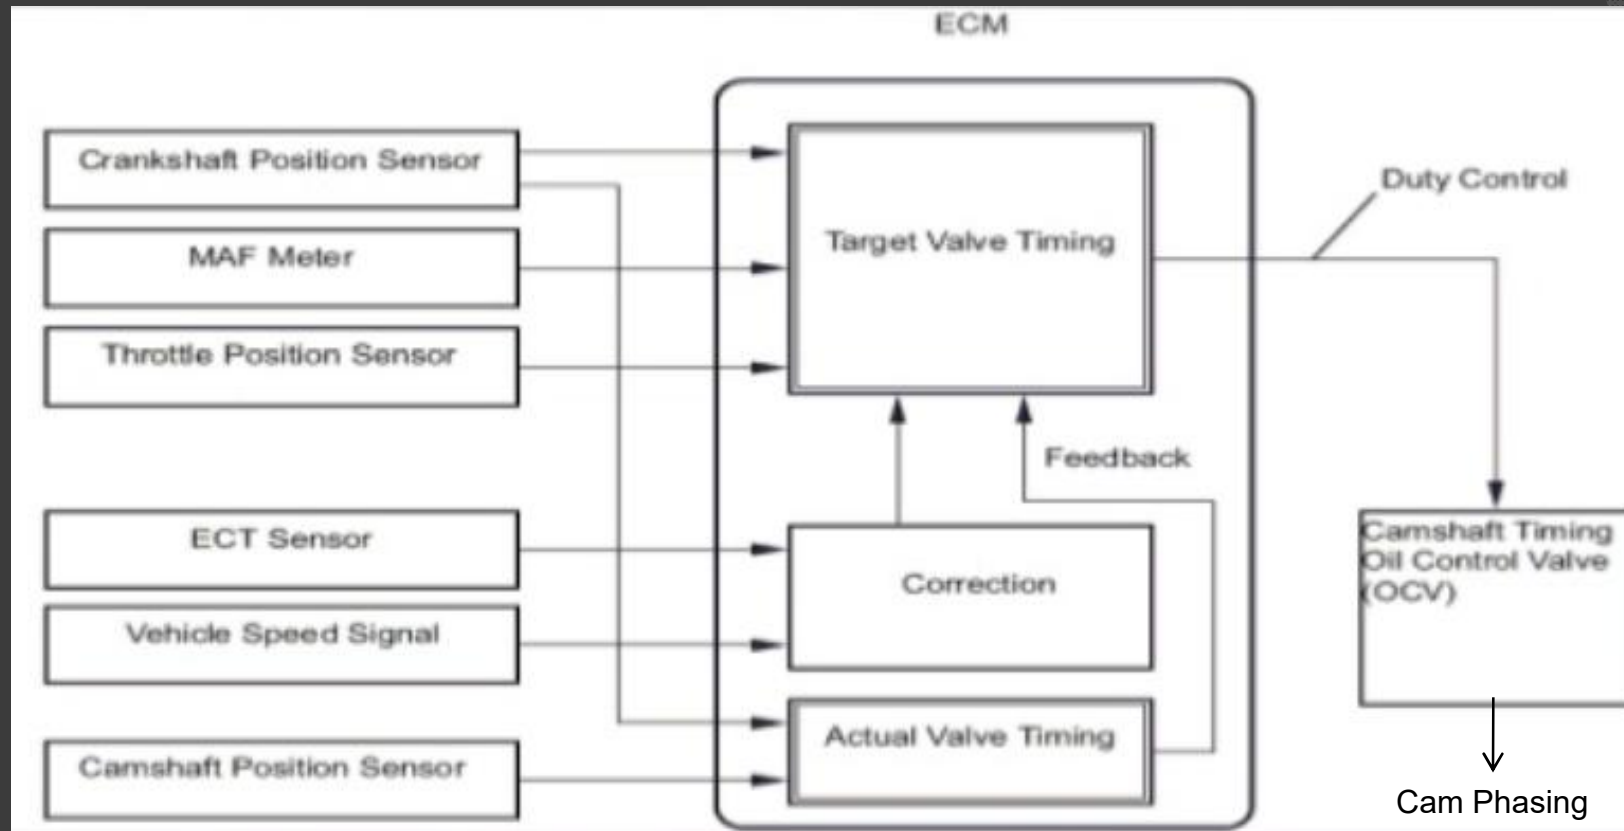 ECM
Crankshaft Position Sensor
MAF Meter
Throttle Position Sensor
Target Valve Timing
Duty Control
Feedback
ECT Sensor
Vehicle Speed Signal
Correction
Camshaft Timing
Oil Control Valve
(OCV)
Camshaft Position Sensor
Actual Valve Timing
Cam Phasing